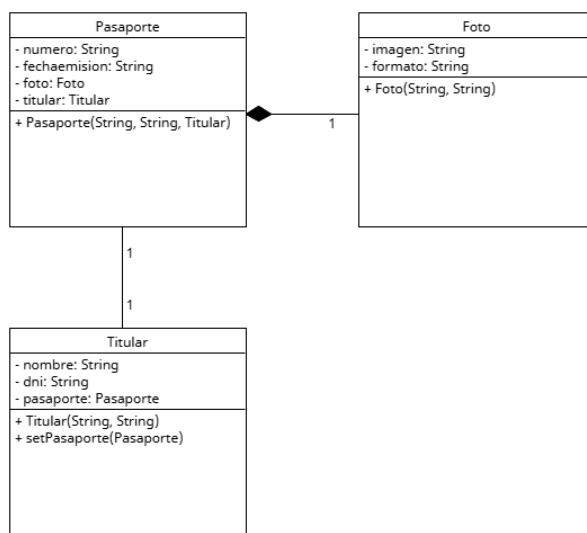 Pasaporte
- numero: String
- fechaemision: String
- foto: Foto
- titular: Titular
+ Pasaporte(String, String, Titular)
Foto
- imagen: String
- formato: String
+ Foto(String, String)
1
1
1
Titular
- nombre: String
- dni: String
- pasaporte: Pasaporte
+ Titular(String, String)
+ setPasaporte(Pasaporte)